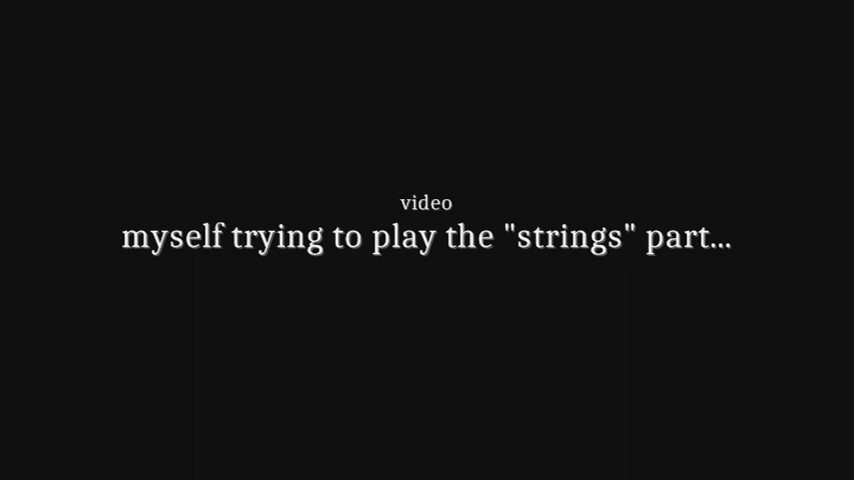 video
myself trying to play the "strings" part...